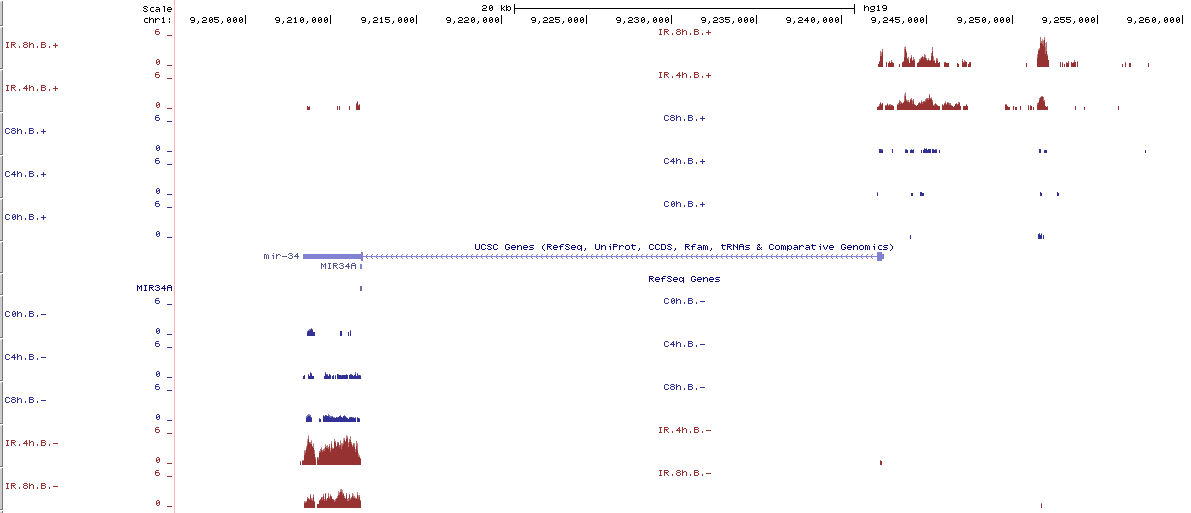 Scale 20 kb hg19
chr1: 9,205,000 9,210,000 9,215,000 9,220,000 9,225,000 9,230,000 9,235,000 9,240,000 9,245,000 9,250,000 9,255,000 9,260,000
IR.8h.B.+
6 _
IR.8h.B.+
0 _
IR.4h.B.+
6 _
IR.4h.B.+
0 _
C8h.B.+
6 _
C8h.B.+
0 _
C4h.B.+
6 _
C4h.B.+
0 _
C0h.B.+
6 _
C0h.B.+
0 _
UCSC Genes (RefSeq, UniProt, CCDS, Rfam, tRNAs & Comparative Genomics)
mir-34
MIR34A
RefSeq Genes
MIR34A
C0h.B.-
6 _
C0h.B.-
0 _
C4h.B.-
6 _
C4h.B.-
0 _
C8h.B.-
6 _
C8h.B.-
0 _
IR.4h.B.-
6 _
IR.4h.B.-
0 _
IR.8h.B.-
6 _
IR.8h.B.-
0 _